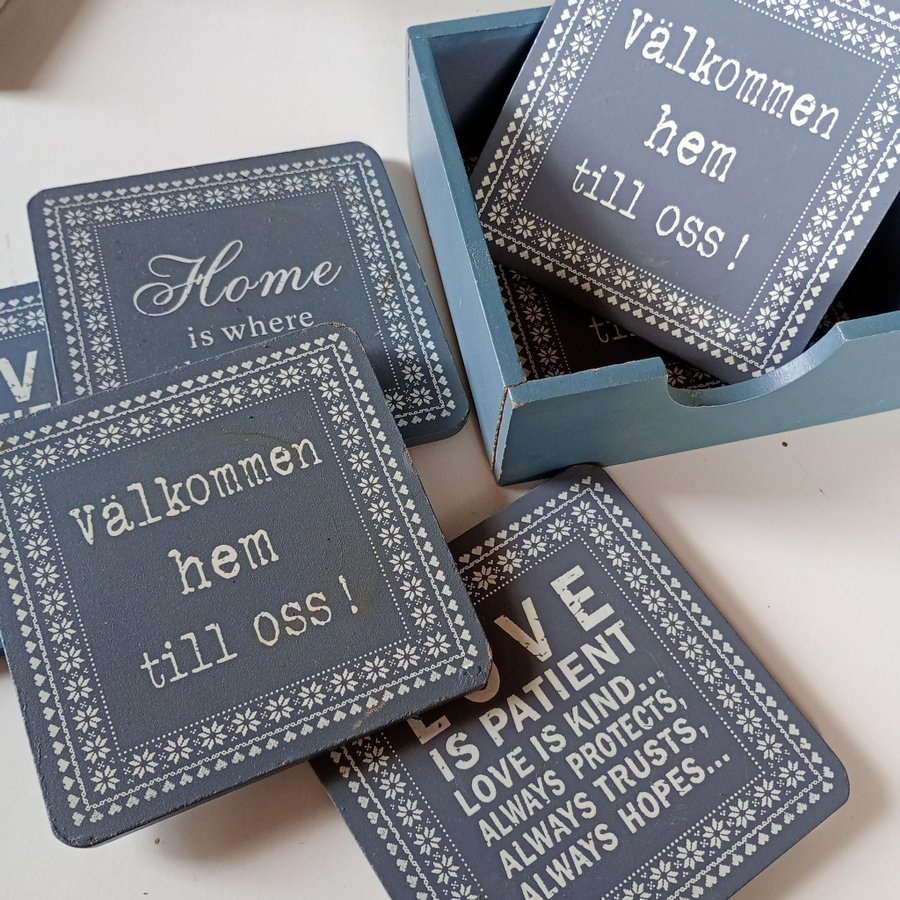 Välkommen
hem
till oss!
Home
is where
Välkommen
hem
till oss!
LOVE
IS PATIENT
LOVE IS KIND...
ALWAYS PROTECTS,
ALWAYS TRUSTS,
ALWAYS HOPES...
till